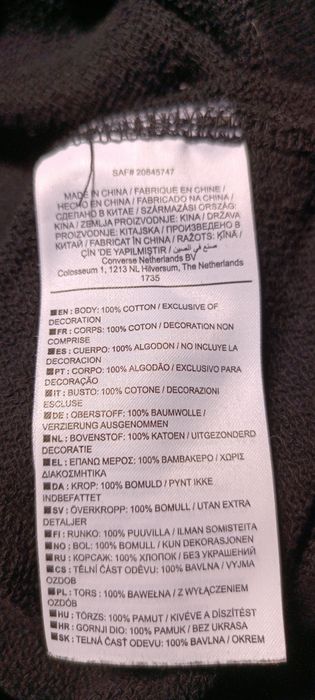 SAF# 20845747
MADE IN CHINA / FABRIQUE EN CHINE /
HECHO EN CHINA / FABRICADO NA CHINA /
СДЕЛАНО В КИТАЕ / SZÁRMAZÁSI ORSZÁG:
KÍNA / ZEMLJA PROIZVODNJE: KINA / DRŽAVA
PROIZVODNJE: KITAJSKA / ПРОИЗВЕДЕНО В
КИТАЙ / FABRICAT ÎN CHINA / RAŽOTS: ĶĪNĀ /
ÇİN 'DE YAPILMIŞTIR / صنع في الصين
Converse Netherlands BV
Colosseum 1, 1213 NL Hilversum, The Netherlands
1735
EN : BODY: 100% COTTON / EXCLUSIVE OF
DECORATION
FR : CORPS: 100% COTON / DECORATION NON
COMPRISE
ES : CUERPO: 100% ALGODON / NO INCLUYE LA
DECORACION
PT : CORPO: 100% ALGODÃO / EXCLUSIVO PARA
DECORAÇÃO
IT : BUSTO: 100% COTONE / DECORAZIONI
ESCLUSE
DE : OBERSTOFF: 100% BAUMWOLLE /
VERZIERUNG AUSGENOMMEN
NL : BOVENSTOF: 100% KATOEN / UITGEZONDERD
DECORATIE
EL : ΕΠΑΝΩ ΜΕΡΟΣ: 100% ΒΑΜΒΑΚΕΡΟ / ΧΩΡΙΣ
ΔΙΑΚΟΣΜΗΤΙΚΑ
DA : KROP: 100% BOMULD / PYNT IKKE
INDBEFATTET
SV : ÖVERKROPP: 100% BOMULL / UTAN EXTRA
DETALJER
FI : RUNKO: 100% PUUVILLA / ILMAN SOMISTEITA
NO : BOL: 100% BOMULL / KUN DEKORASJONEN
RU : КОРСАЖ: 100% ХЛОПОК / БЕЗ УКРАШЕНИЙ
CS : TĚLNÍ ČÁST ODĚVU: 100% BAVLNA / VYJMA
OZDOB
PL : TORS : 100% BAWEŁNA / Z WYŁĄCZENIEM
OZDÓB
HU : TÖRZS: 100% PAMUT / KIVÉVE A DÍSZÍTÉST
HR : GORNJI DIO: 100% PAMUK / BEZ UKRASA
SK : TELNÁ ČASŤ ODEVU: 100% BAVLNA / OKREM